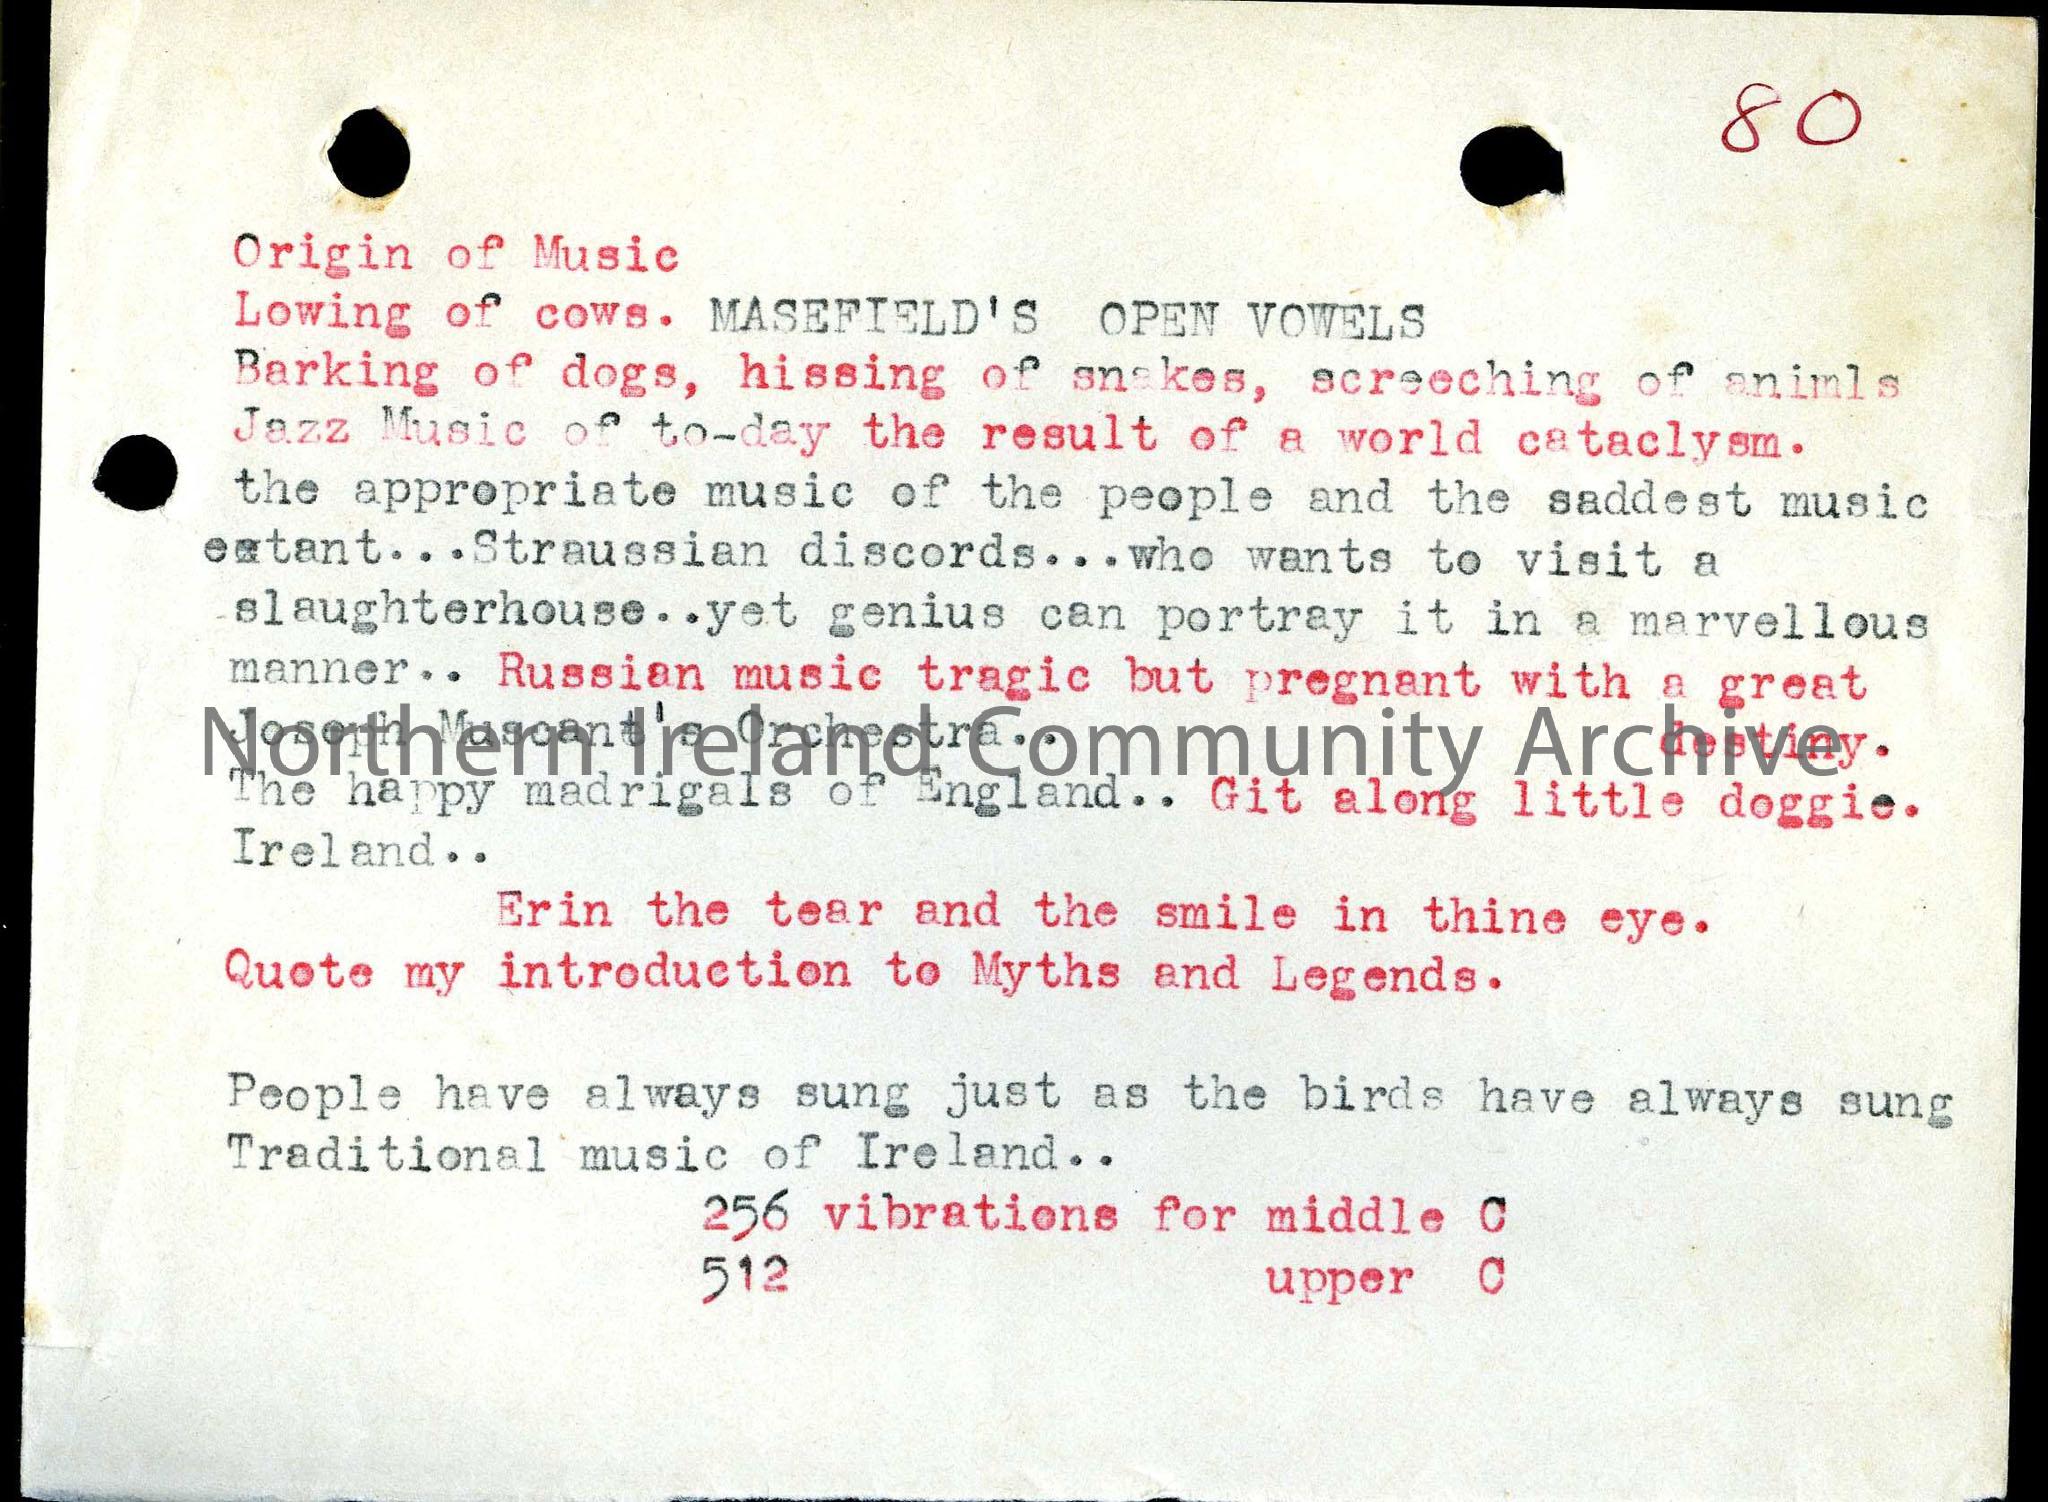 80
Origin of Music
Lowing of cows. MASEFIELD'S OPEN VOWELS
Barking of dogs, hissing of snakes, screeching of animls
Jazz Music of to-day the result of a world cataclysm.
the appropriate music of the people and the saddest music
extant...Straussian discords...who wants to visit a
slaughterhouse..yet genius can portray it in a marvellous
manner.. Russian music tragic but pregnant with a great
Joseph Muscant's Orchestra.. destiny.
Northern Ireland Community Archive
The happy madrigals of England.. Git along little doggie.
Ireland..
Erin the tear and the smile in thine eye.
Quote my introduction to Myths and Legends.
People have always sung just as the birds have always sung
Traditional music of Ireland..
256 vibrations for middle C
512 upper C